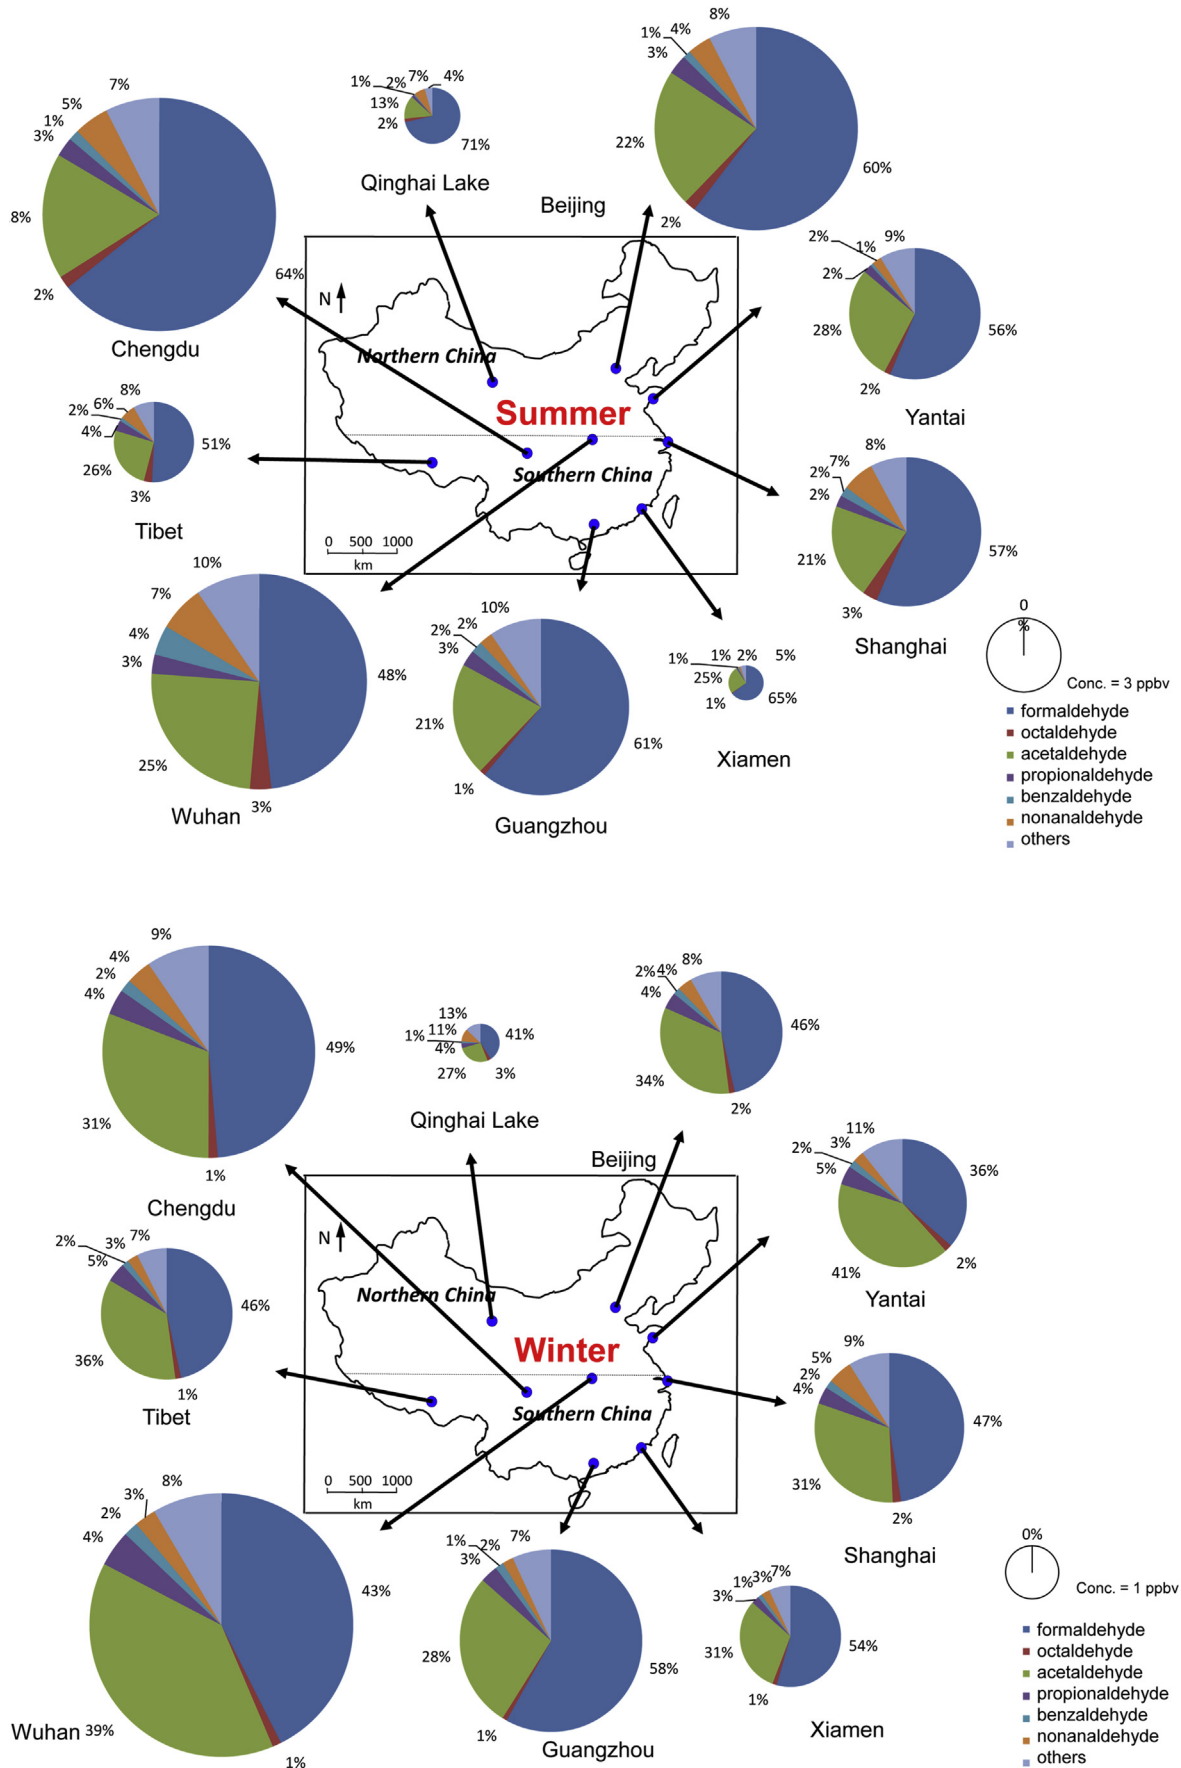 8%
1%
4%
3%
22%
60%
2%
Beijing
7%
5%
1%
3%
8%
2%
64%
Chengdu
1%
2%
7%
4%
13%
2%
71%
Qinghai Lake
2%
1%
9%
2%
28%
56%
2%
Yantai
N
Northern China
Summer
Southern China
0 500 1000
km
8%
6%
2%
4%
26%
51%
3%
Tibet
8%
7%
2%
2%
21%
57%
3%
Shanghai
10%
7%
4%
3%
48%
25%
3%
Wuhan
10%
2%
2%
3%
21%
61%
1%
Guangzhou
1%
2%
5%
1%
25%
1%
65%
Xiamen
0
%
Conc. = 3 ppbv
formaldehyde
octaldehyde
acetaldehyde
propionaldehyde
benzaldehyde
nonanaldehyde
others
9%
4%
2%
4%
49%
31%
1%
Chengdu
13%
11%
1%
4%
41%
27%
3%
Qinghai Lake
8%
2%
4%
4%
46%
34%
2%
Beijing
11%
3%
2%
5%
36%
41%
2%
Yantai
N
Northern China
Winter
Southern China
0 500 1000
km
7%
3%
2%
5%
46%
36%
1%
Tibet
9%
5%
2%
4%
47%
31%
2%
Shanghai
8%
3%
2%
4%
43%
39%
1%
Wuhan
7%
2%
1%
3%
28%
58%
1%
Guangzhou
7%
3%
1%
3%
31%
54%
1%
Xiamen
0%
Conc. = 1 ppbv
formaldehyde
octaldehyde
acetaldehyde
propionaldehyde
benzaldehyde
nonanaldehyde
others